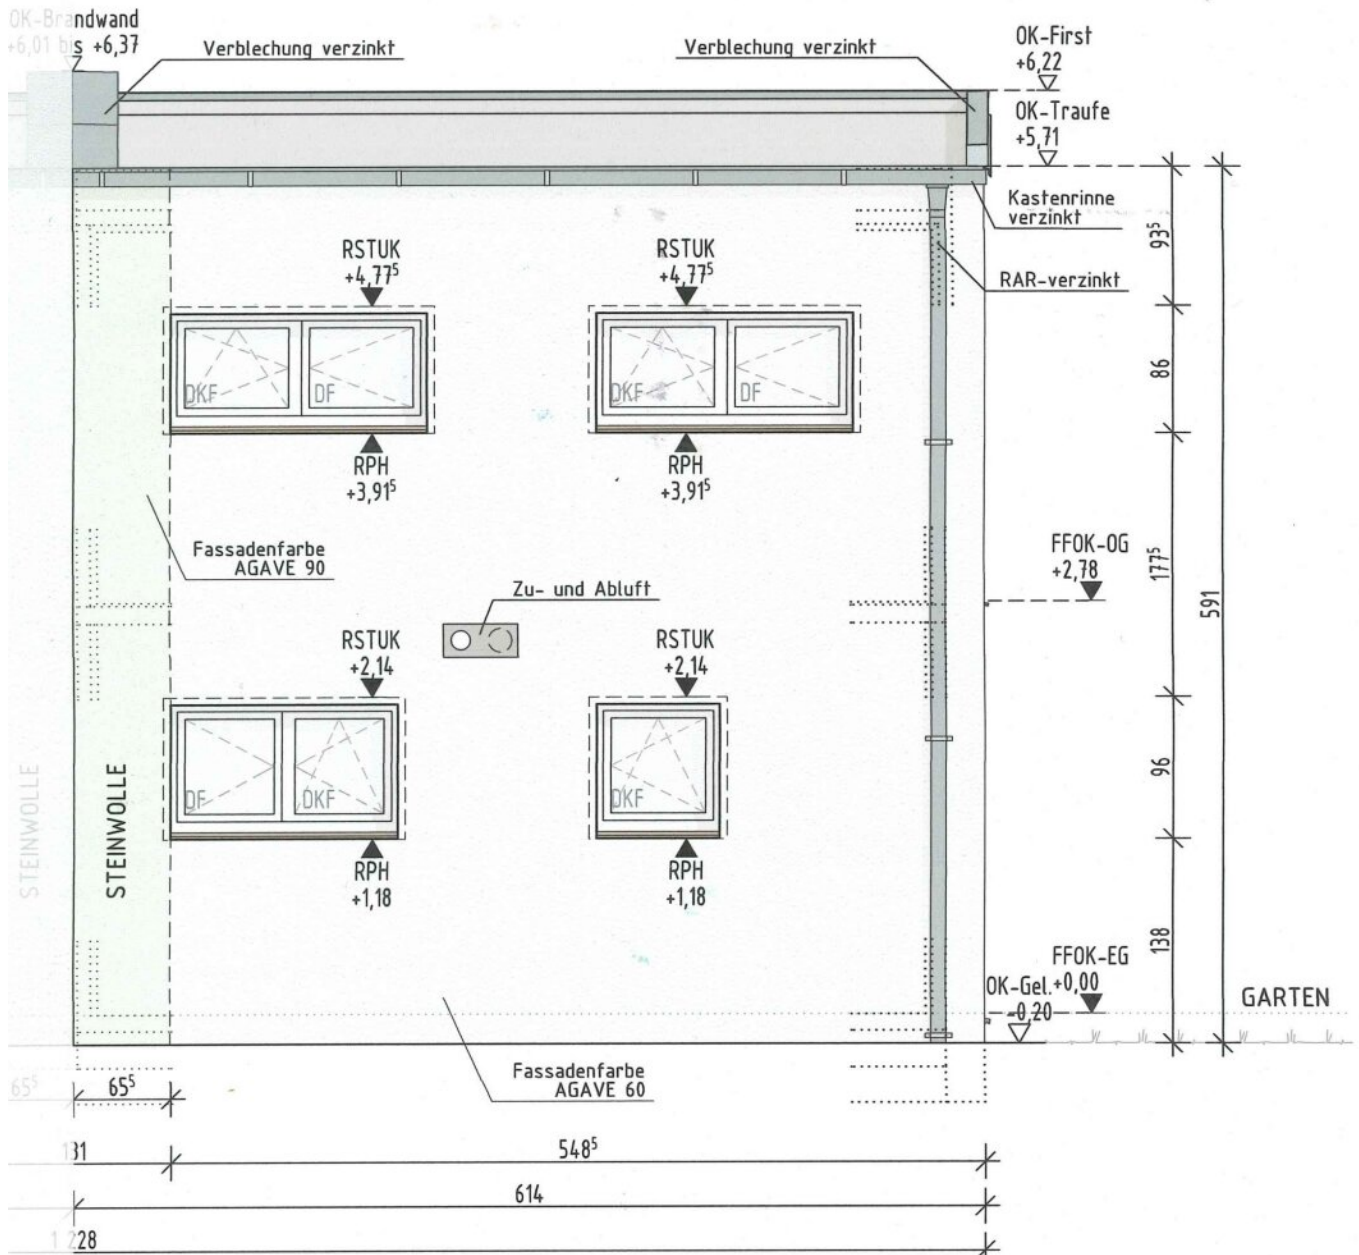 OK-Brandwand
+6,01 bis +6,37
Verblechung verzinkt
Verblechung verzinkt
OK-First
+6,22
OK-Traufe
+5,71
Kastenrinne
verzinkt
RAR-verzinkt
RSTUK
+4,77⁵
RSTUK
+4,77⁵
DKF
DF
DKF
DF
RPH
+3,91⁵
RPH
+3,91⁵
93⁵
86
177⁵
96
138
591
Fassadenfarbe
AGAVE 90
Zu- und Abluft
FFOK-OG
+2,78
RSTUK
+2,14
RSTUK
+2,14
DF
DKF
DKF
RPH
+1,18
RPH
+1,18
STEINWOLLE
STEINWOLLE
FFOK-EG
+0,00
OK-Gel.
-0,20
GARTEN
Fassadenfarbe
AGAVE 60
65⁵
65⁵
131
548⁵
614
1 228